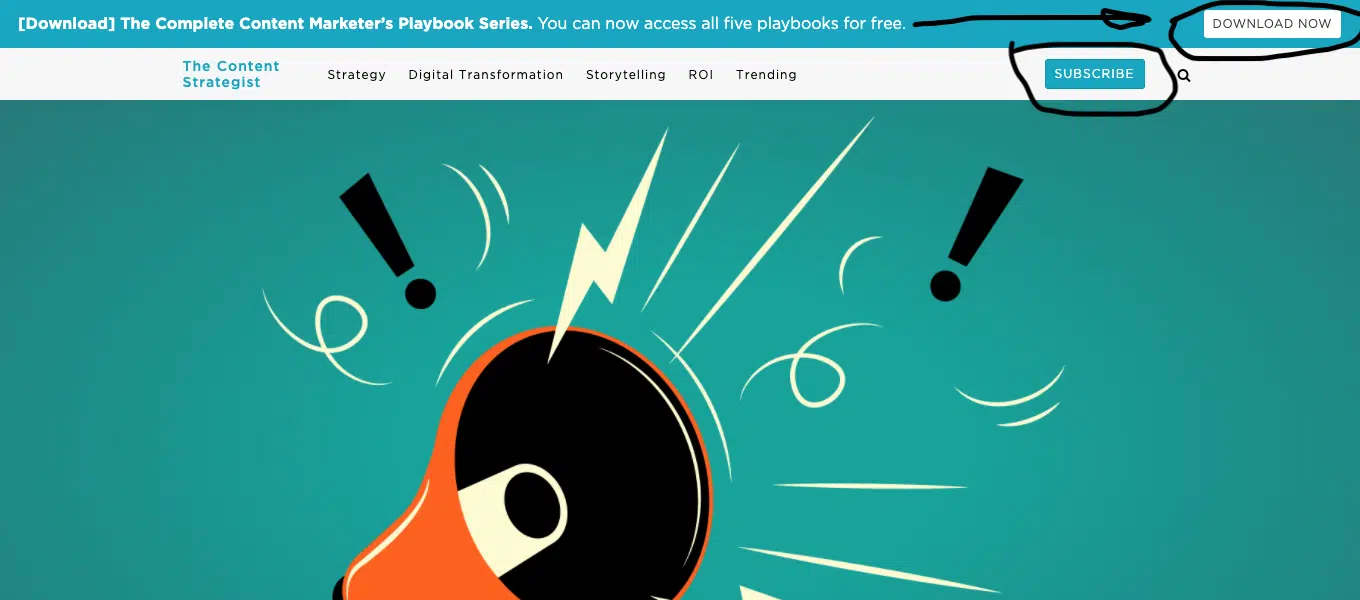 [Download] The Complete Content Marketer's Playbook Series. You can now access all five playbooks for free. DOWNLOAD NOW
The Content
Strategist
Strategy Digital Transformation Storytelling ROI Trending SUBSCRIBE